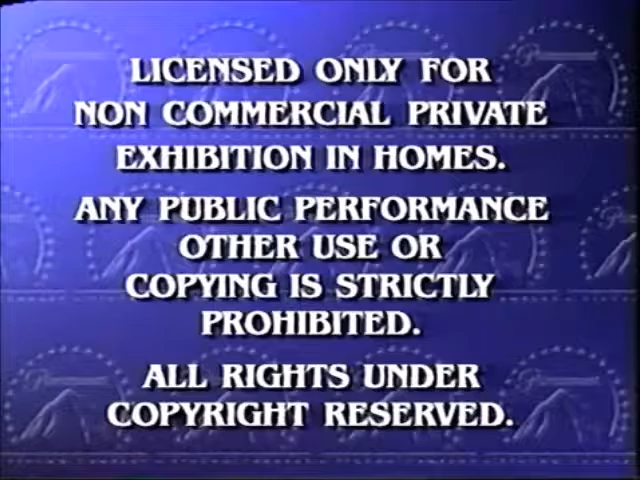 LICENSED ONLY FOR
NON COMMERCIAL PRIVATE
EXHIBITION IN HOMES.
ANY PUBLIC PERFORMANCE
OTHER USE OR
COPYING IS STRICTLY
PROHIBITED.
ALL RIGHTS UNDER
COPYRIGHT RESERVED.